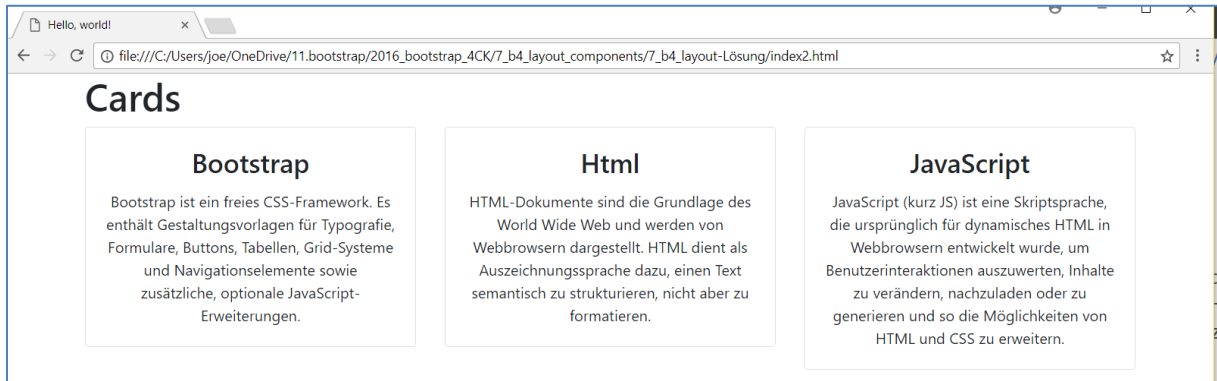 Hello, world!
file:///C:/Users/joe/OneDrive/11.bootstrap/2016_bootstrap_4CK/7_b4_layout_components/7_b4_layout-Lösung/index2.html
Cards
Bootstrap
Bootstrap ist ein freies CSS-Framework. Es
enthält Gestaltungsvorlagen für Typografie,
Formulare, Buttons, Tabellen, Grid-Systeme
und Navigationselemente sowie
zusätzliche, optionale JavaScript-
Erweiterungen.
Html
HTML-Dokumente sind die Grundlage des
World Wide Web und werden von
Webbrowsern dargestellt. HTML dient als
Auszeichnungssprache dazu, einen Text
semantisch zu strukturieren, nicht aber zu
formatieren.
JavaScript
JavaScript (kurz JS) ist eine Skriptsprache,
die ursprünglich für dynamisches HTML in
Webbrowsern entwickelt wurde, um
Benutzerinteraktionen auszuwerten, Inhalte
zu verändern, nachzuladen oder zu
generieren und so die Möglichkeiten von
HTML und CSS zu erweitern.